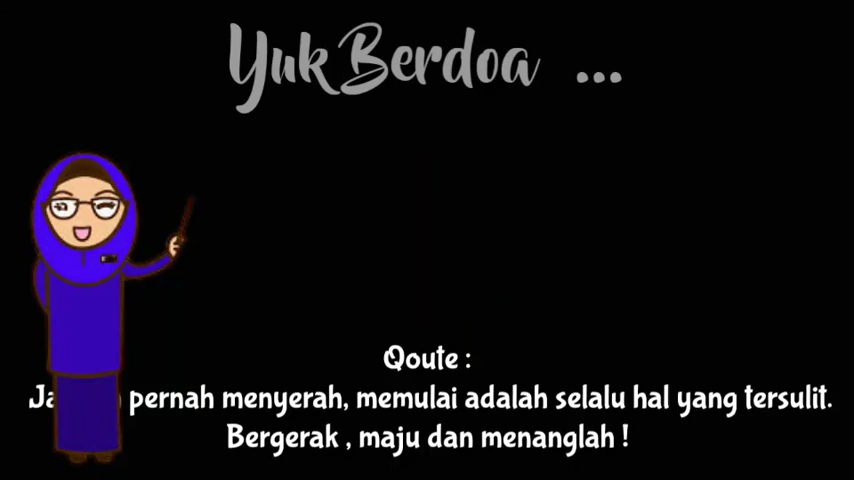 Yuk Berdoa ...
Qoute :
pernah menyerah, memulai adalah selalu hal yang tersulit.
Bergerak , maju dan menanglah !